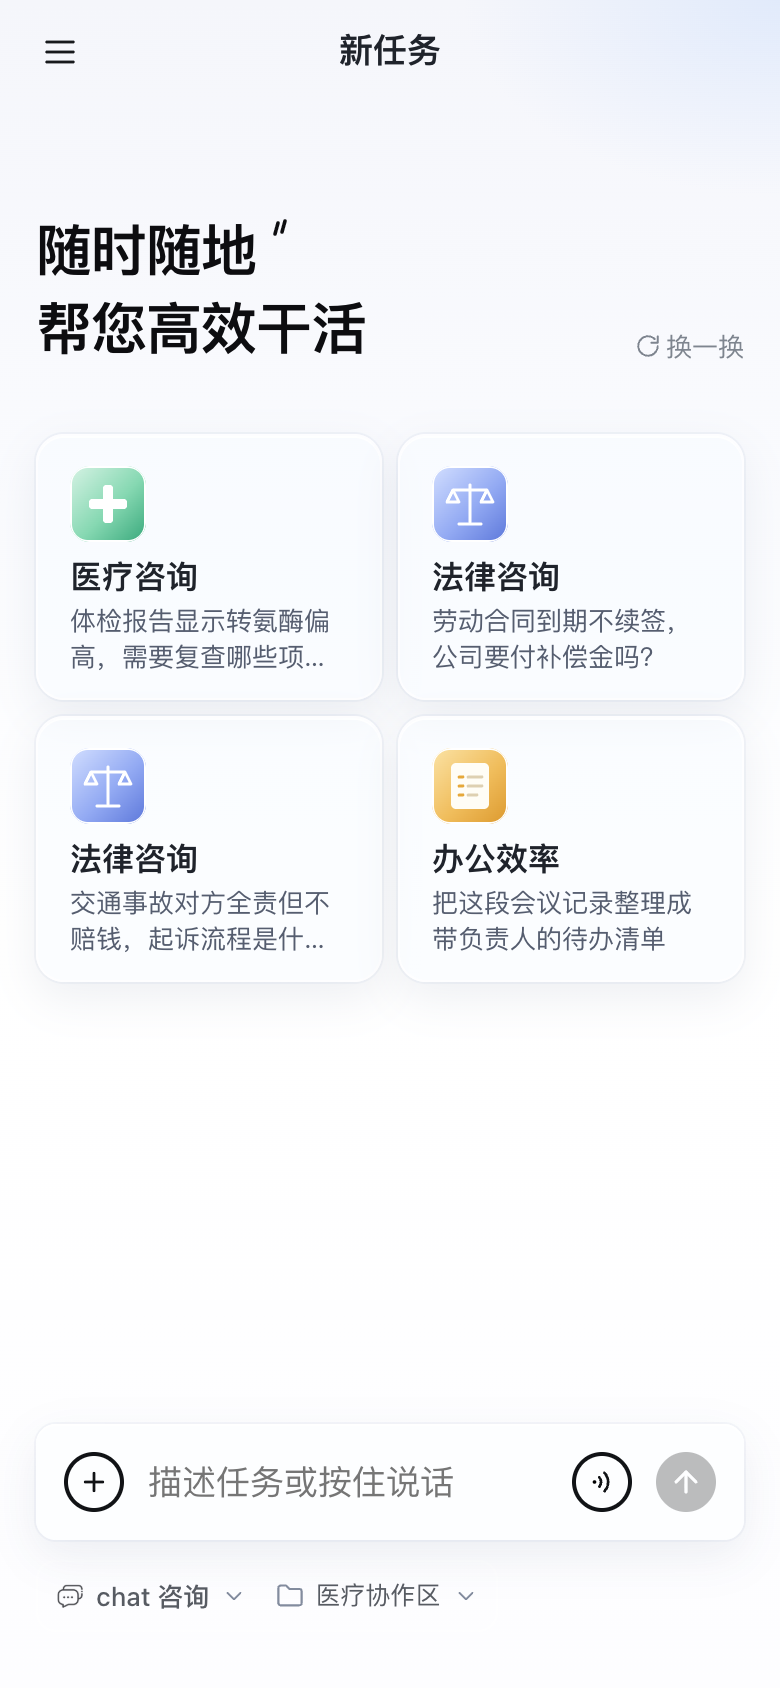 新任务
随时随地
帮您高效干活
换一换
医疗咨询
体检报告显示转氨酶偏
高，需要复查哪些项...
法律咨询
劳动合同到期不续签，
公司要付补偿金吗？
法律咨询
交通事故对方全责但不
赔钱，起诉流程是什...
办公效率
把这段会议记录整理成
带负责人的待办清单
描述任务或按住说话
chat 咨询
医疗协作区